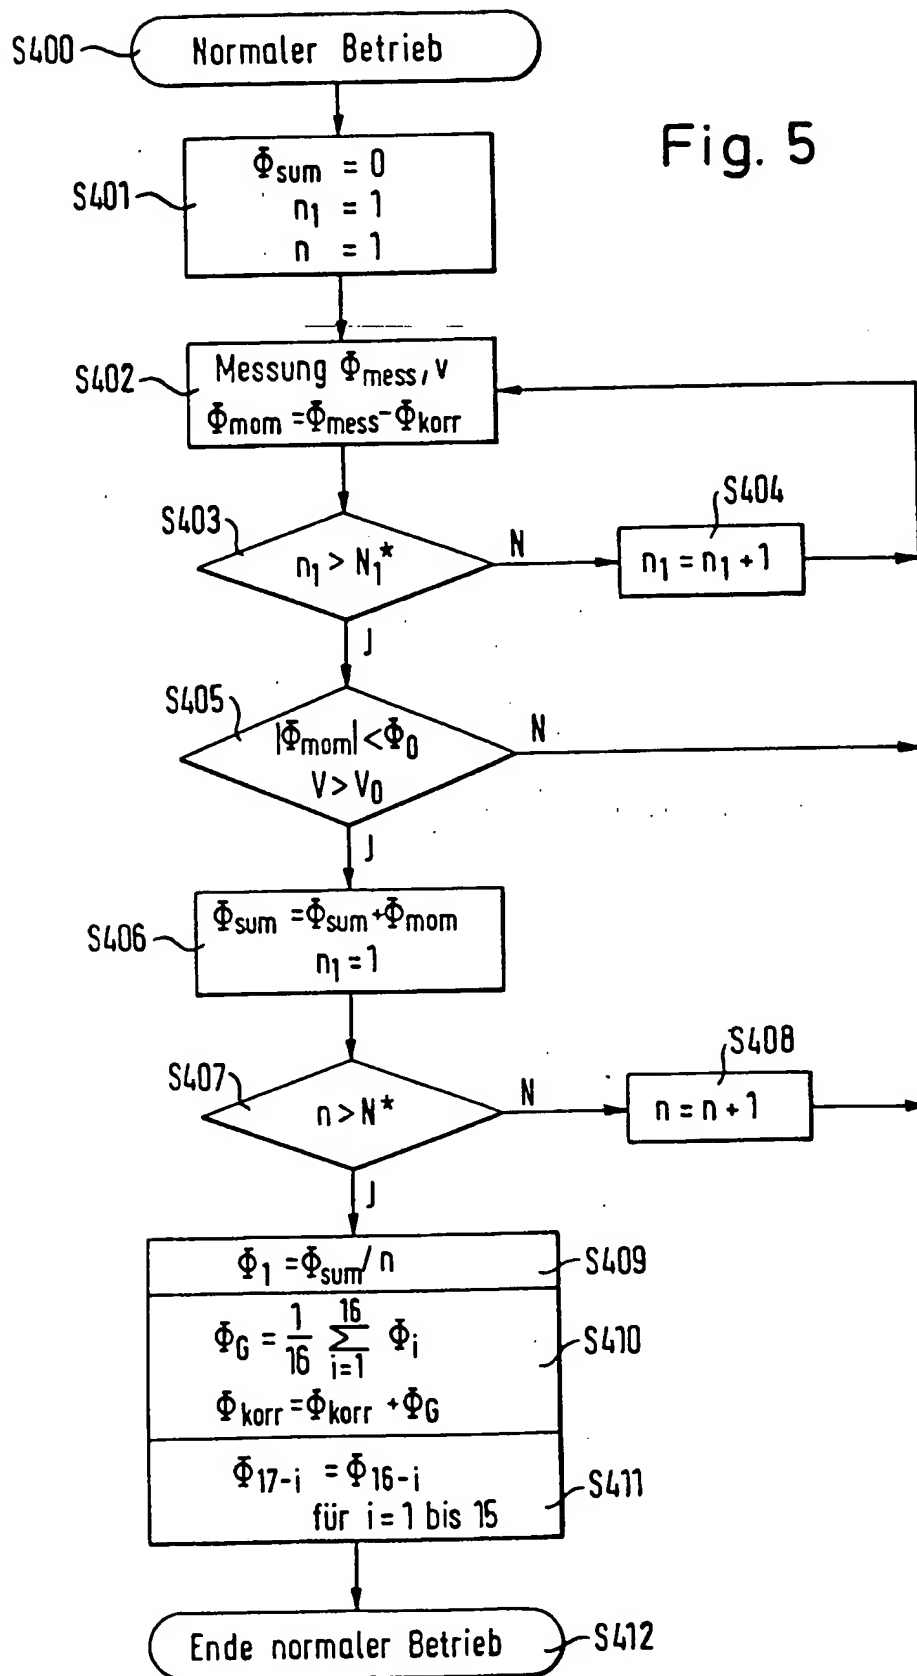 S400
Normaler Betrieb
Fig. 5
S401
Φsum = 0
n1 = 1
n = 1
S402
Messung Φmess, v
Φmom = Φmess - Φkorr
S403
n1 > N1*
N
S404
n1 = n1 + 1
J
S405
|Φmom| < Φ0
V > V0
N
J
S406
Φsum = Φsum + Φmom
n1 = 1
S407
n > N*
N
S408
n = n + 1
J
Φ1 = Φsum / n
S409
ΦG = 1/16 ∑ i=1 16 Φi
S410
Φkorr = Φkorr + ΦG
Φ17-i = Φ16-i
S411
für i = 1 bis 15
Ende normaler Betrieb
S412